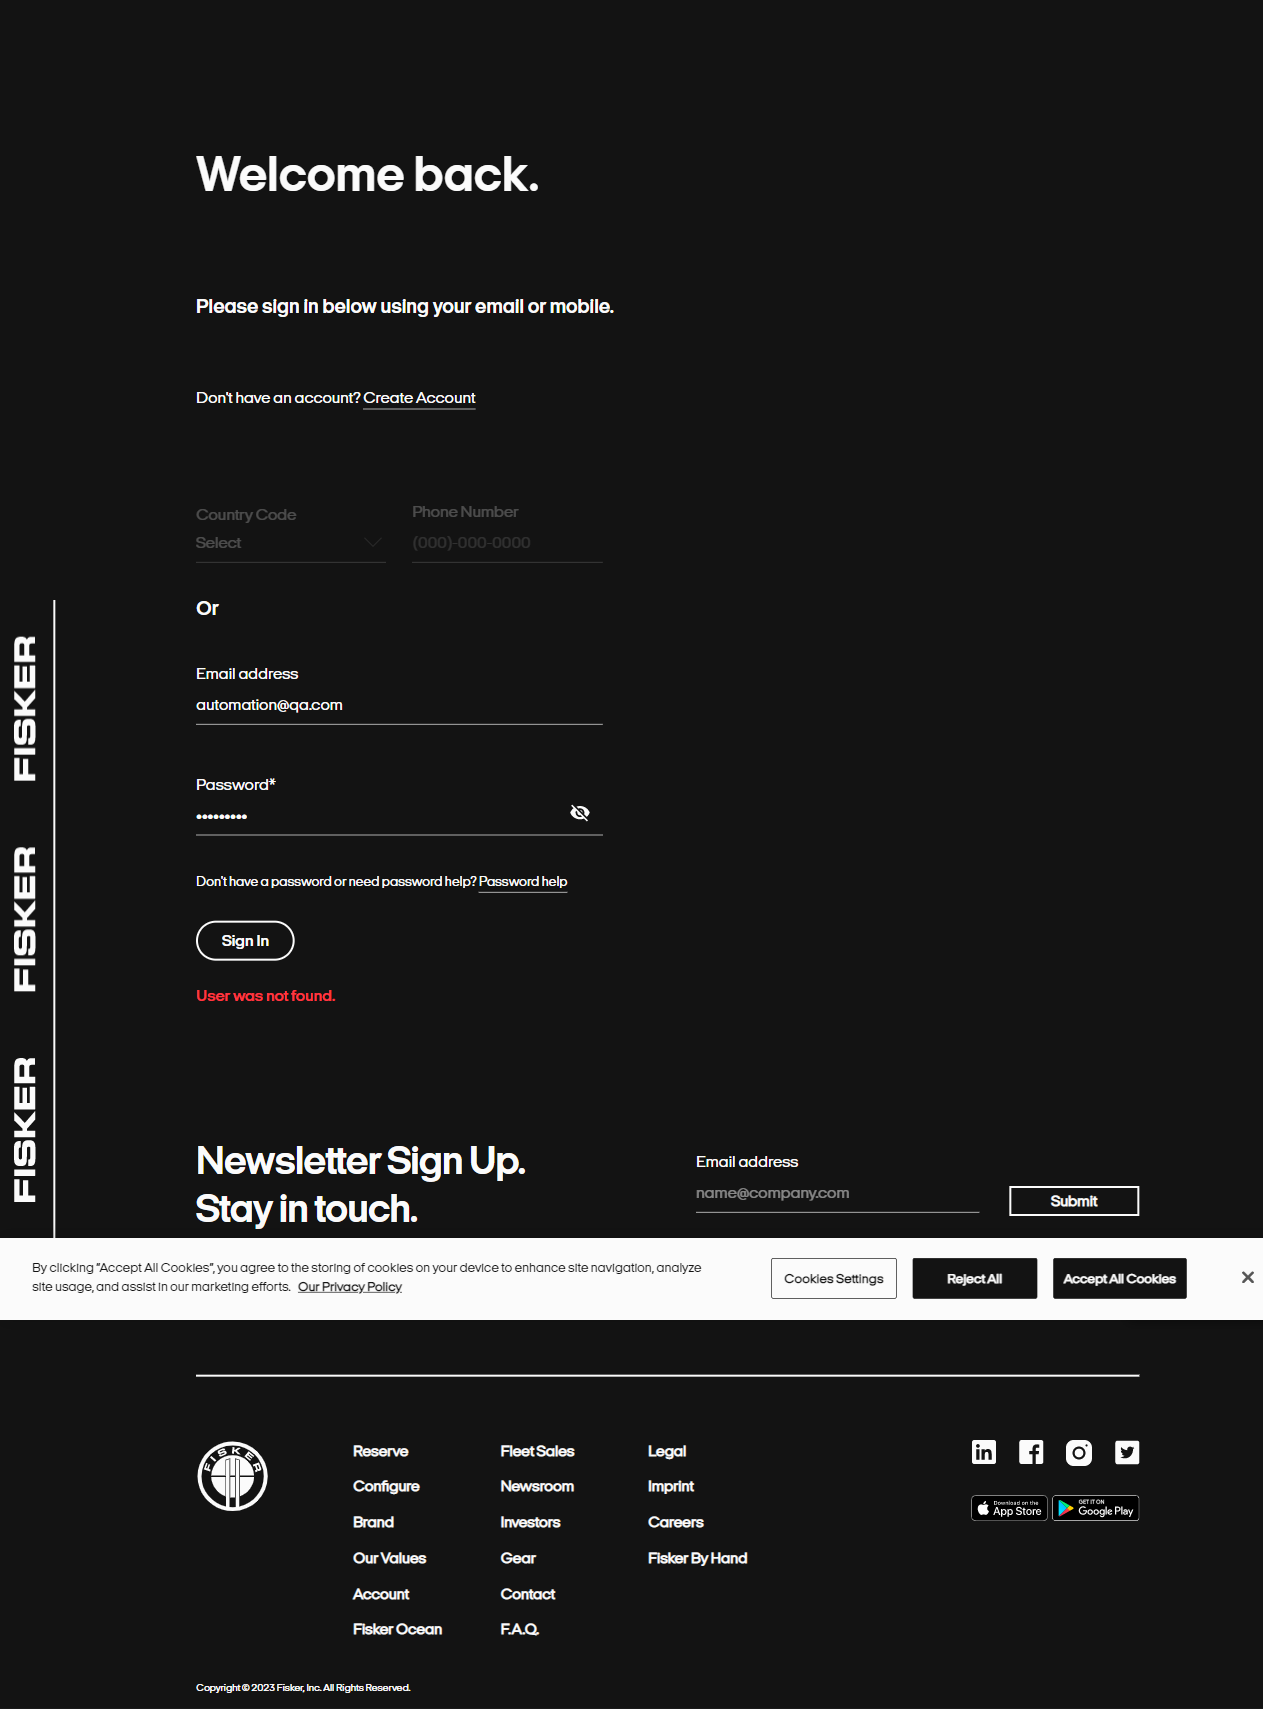 Welcome back.
Please sign in below using your email or mobile.
Don't have an account? Create Account
Country Code
Phone Number
Select
(000)-000-0000
Or
Email address
automation@qa.com
Password*
•••••••••
Don't have a password or need password help? Password help
Sign In
User was not found.
FISKER
FISKER
FISKER
Newsletter Sign Up.
Stay in touch.
Email address
name@company.com
Submit
By clicking "Accept All Cookies", you agree to the storing of cookies on your device to enhance site navigation, analyze
site usage, and assist in our marketing efforts. Our Privacy Policy
Cookies Settings
Reject All
Accept All Cookies
FISKER
Reserve
Configure
Brand
Our Values
Account
Fisker Ocean
Fleet Sales
Newsroom
Investors
Gear
Contact
F.A.Q.
Legal
Imprint
Careers
Fisker By Hand
in
Download on the
App Store
GET IT ON
Google Play
Copyright © 2023 Fisker, Inc. All Rights Reserved.